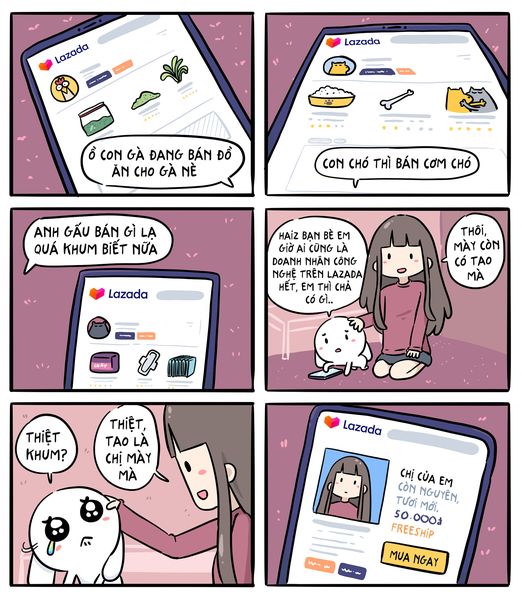 Lazada
Ồ CON GÀ ĐANG BÁN ĐỒ
ĂN CHO GÀ NÈ
Lazada
CON CHÓ THÌ BÁN CƠM CHÓ
ANH GẤU BÁN GÌ LẠ
QUÁ KHUM BIẾT NỮA
Lazada
HAIZ BẠN BÈ EM
GIỜ AI CŨNG LÀ
DOANH NHÂN CÔNG
NGHỆ TRÊN LAZADA
HẾT, EM THÌ CHẢ
CÓ GÌ..
THÔI,
MÀY CÒN
CÓ TAO
MÀ
THIỆT
KHUM?
THIỆT,
TAO LÀ
CHỊ MÀY
MÀ
Lazada
CHỊ CỦA EM
CÒN NGUYÊN,
TƯƠI MỚI.
50.000đ
FREESHIP
MUA NGAY